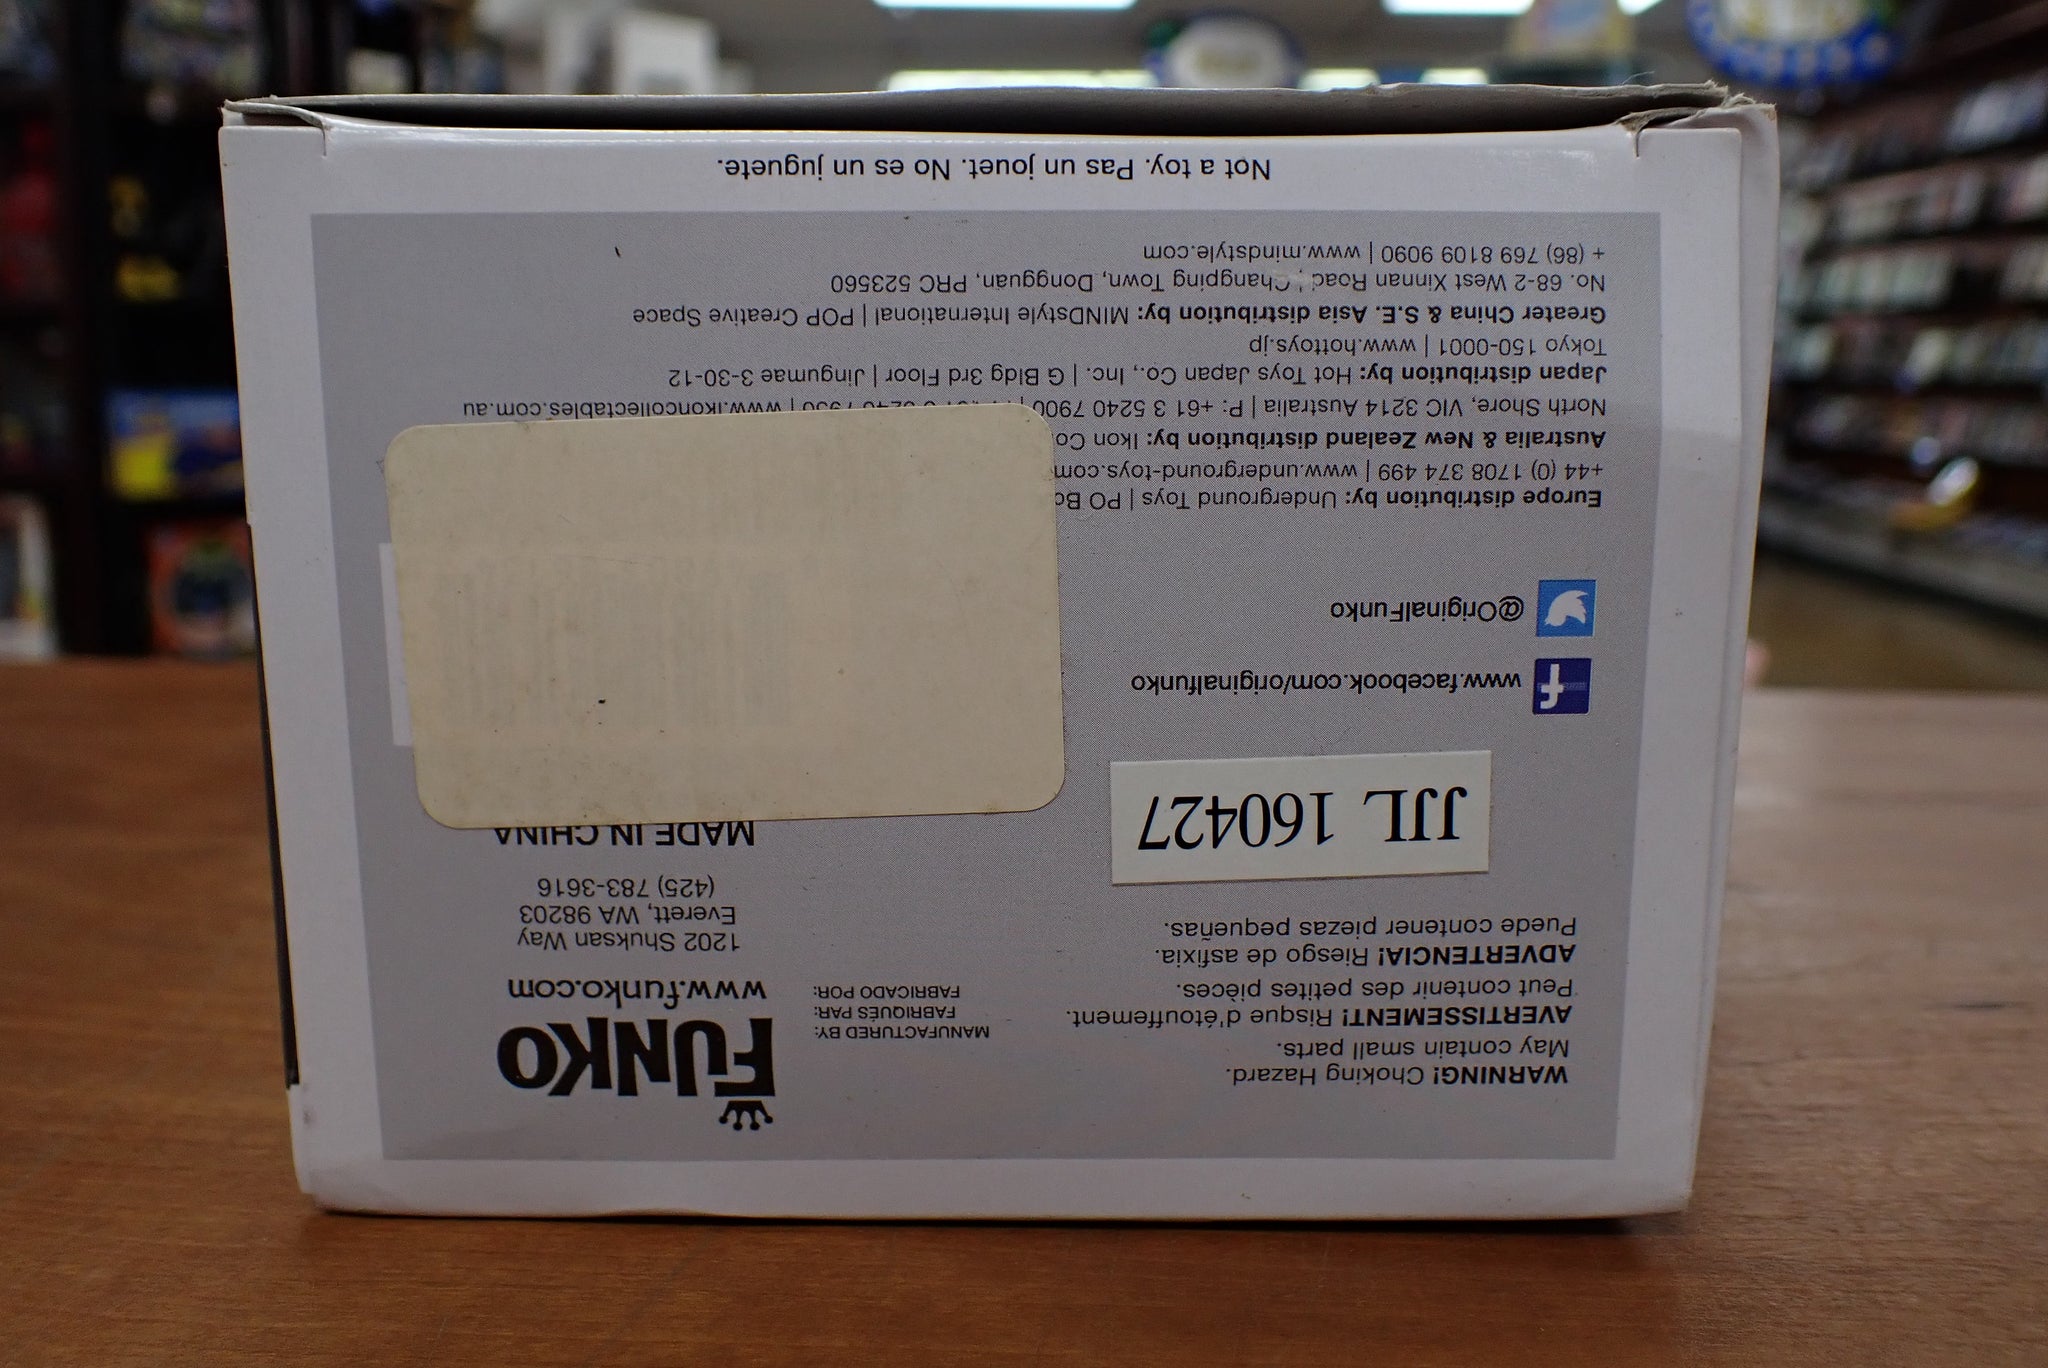 WARNING! Choking Hazard.
May contain small parts.
AVERTISSEMENT! Risque d'étouffement.
Peut contenir des petites pièces.
ADVERTENCIA! Riesgo de asfixia.
Puede contener piezas pequeñas.
MANUFACTURED BY:
FABRIQUÉS PAR:
FABRICADO POR:
FUNKO
www.funko.com
1202 Shuksan Way
Everett, WA 98203
(425) 783-3616
MADE IN CHINA
JJL 160427
www.facebook.com/originalfunko
@OriginalFunko
Europe distribution by: Underground Toys | PO
+44 (0) 1708 374 499 | www.underground-toys.com
Australia & New Zealand distribution by: Ikon
North Shore, VIC 3214 Australia | P: +61 3 5240 7900 | www.ikoncollectables.com.au
Japan distribution by: Hot Toys Japan Co., Inc. | G Bldg 3rd Floor | Jingumae 3-30-12
Tokyo 150-0001 | www.hottoys.jp
Greater China & S.E. Asia distribution by: MINDstyle International | POP Creative Space
No. 68-2 West Xinnan Road, Changping Town, Dongguan, PRC 523560
+ (86) 769 8109 9090 | www.mindstyle.com
Not a toy. Pas un jouet. No es un juguete.